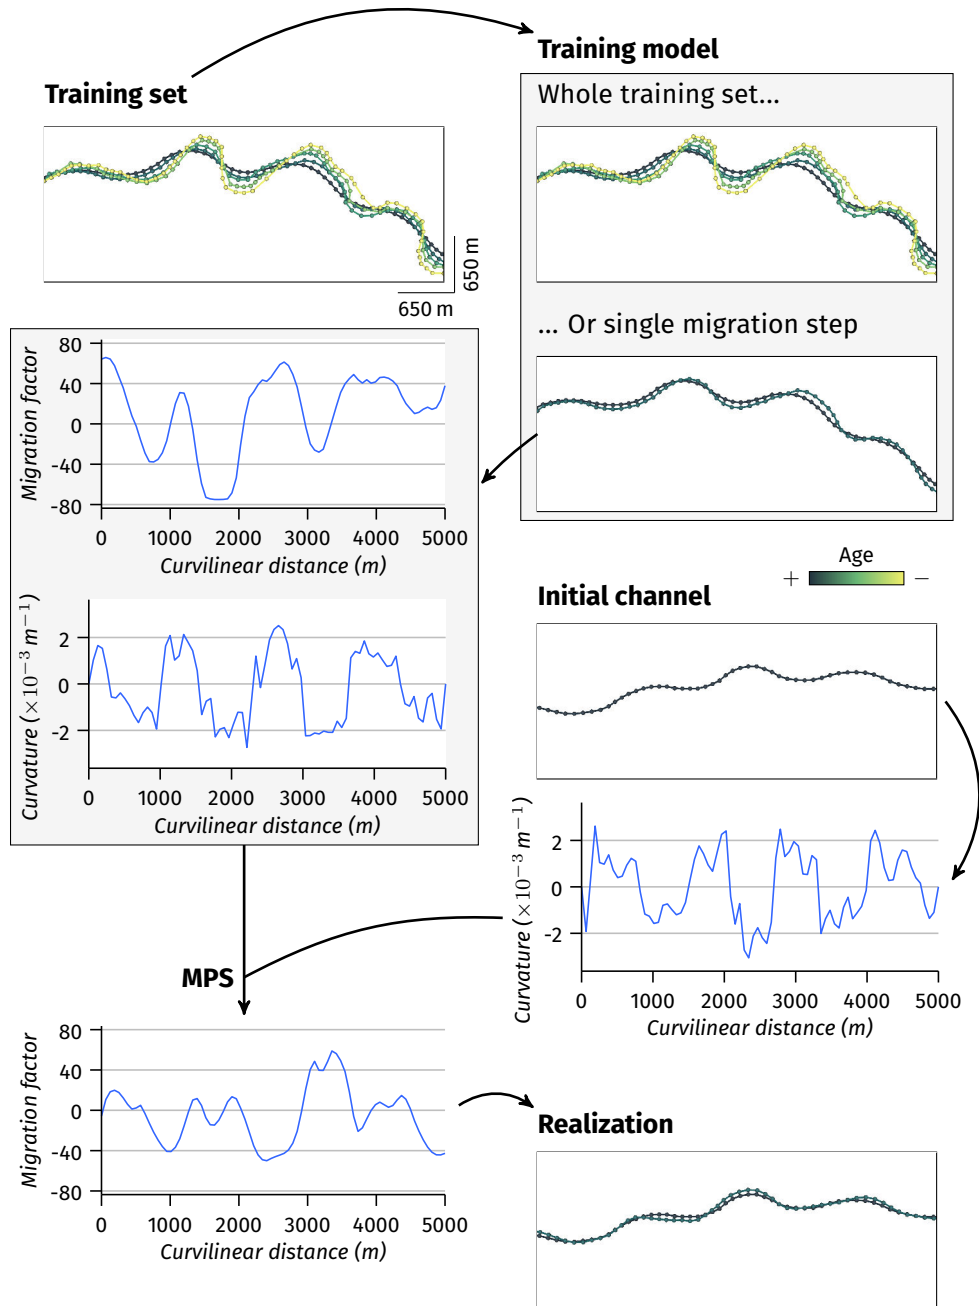 Training model
Training set
Whole training set...
650 m
650 m
... Or single migration step
80
40
0
-40
-80
Migration factor
0 1000 2000 3000 4000 5000
Curvilinear distance (m)
Age
+ −
Initial channel
2
0
-2
Curvature (×10⁻³ m⁻¹)
0 1000 2000 3000 4000 5000
Curvilinear distance (m)
2
0
-2
Curvature (×10⁻³ m⁻¹)
0 1000 2000 3000 4000 5000
Curvilinear distance (m)
MPS
80
40
0
-40
-80
Migration factor
0 1000 2000 3000 4000 5000
Curvilinear distance (m)
Realization